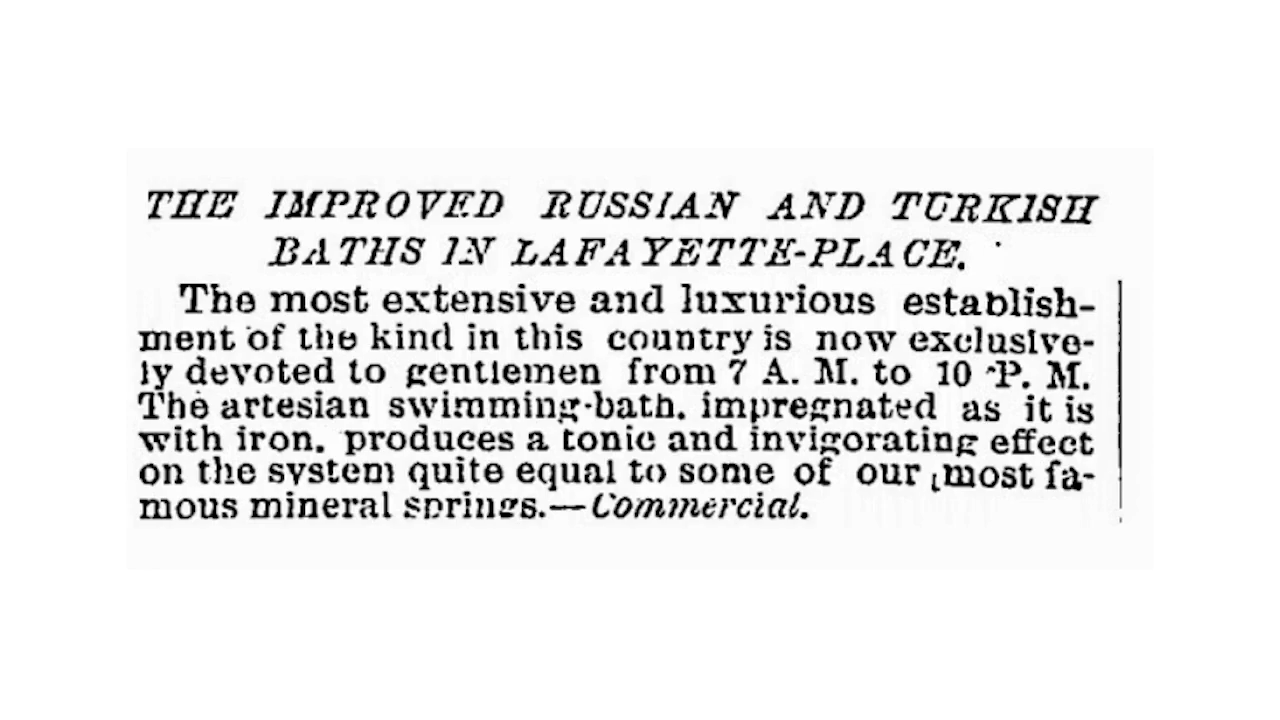 THE IMPROVED RUSSIAN AND TURKISH
BATHS IN LAFAYETTE-PLACE.
The most extensive and luxurious establish-
ment of the kind in this country is now exclusive-
ly devoted to gentlemen from 7 A. M. to 10 P. M.
The artesian swimming-bath, impregnated as it is
with iron, produces a tonic and invigorating effect
on the system quite equal to some of our most fa-
mous mineral springs.—Commercial.